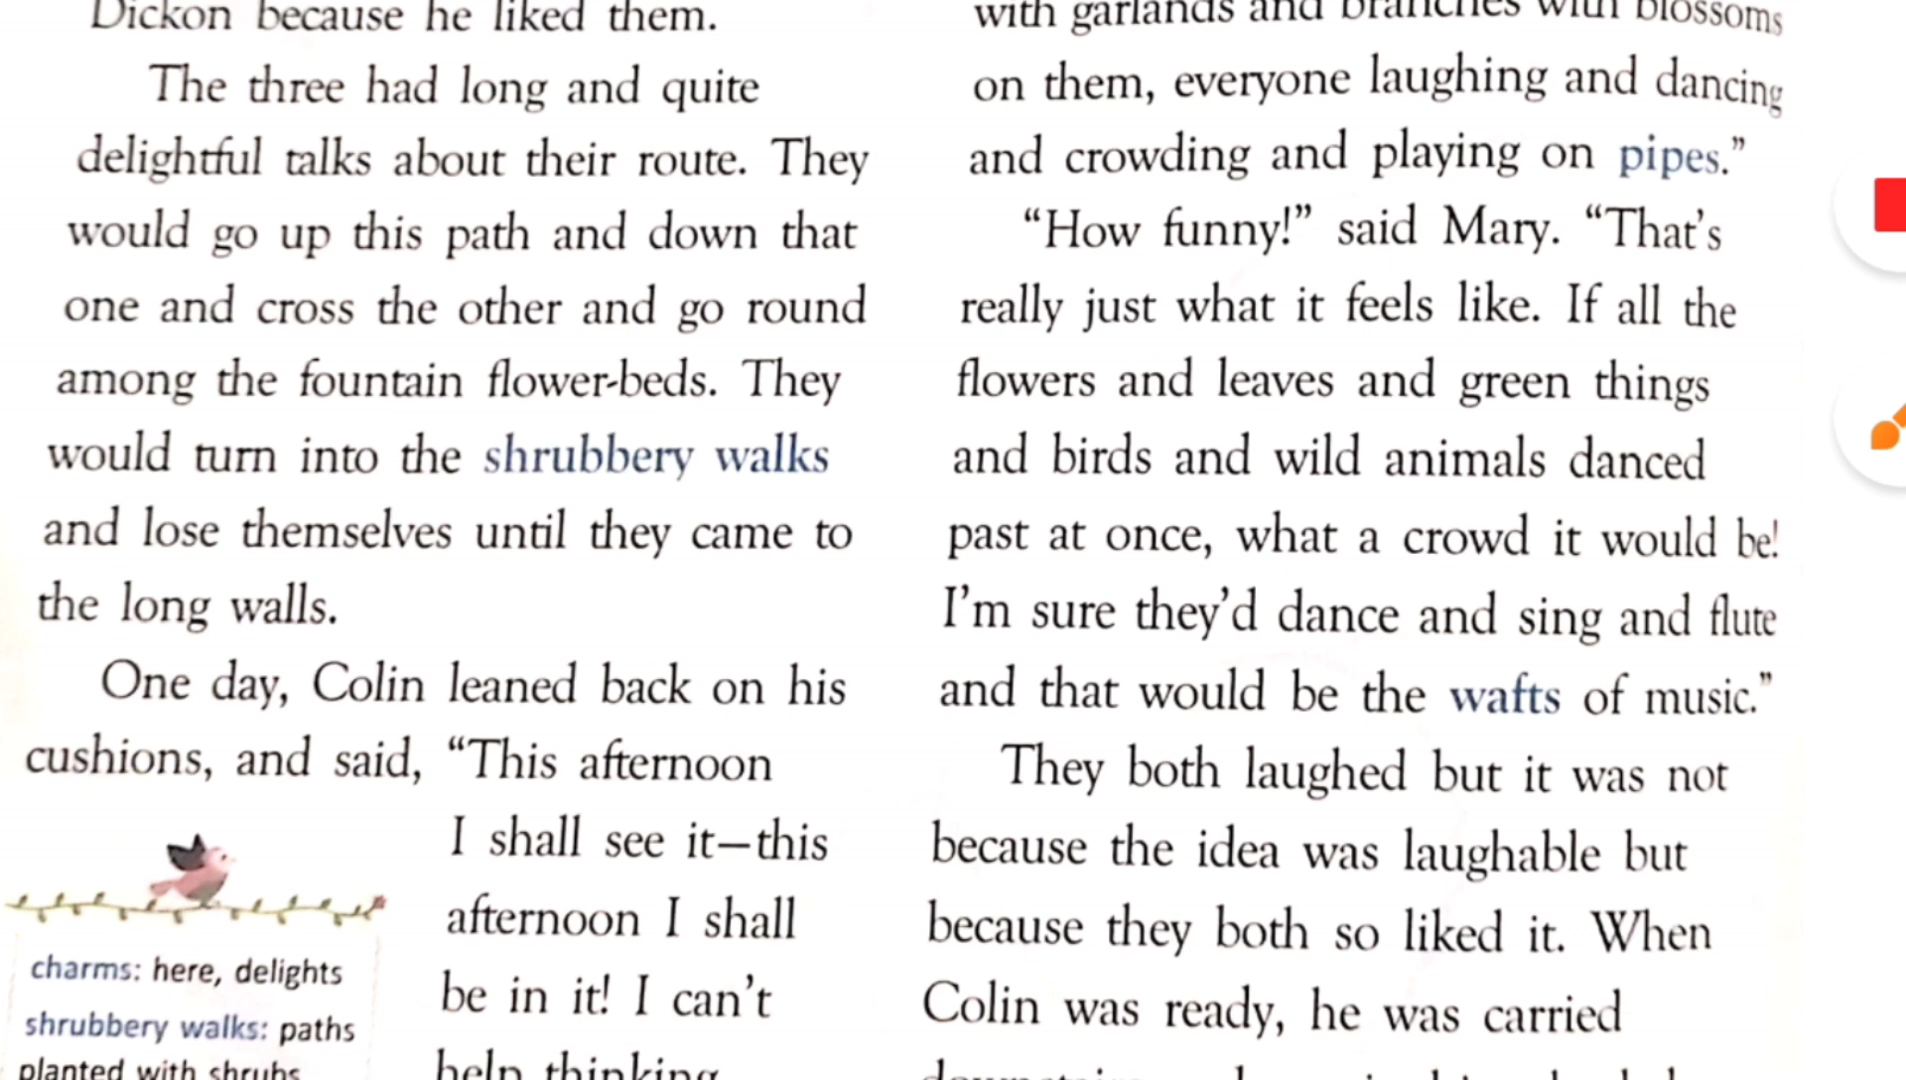 Dickon because he liked them.
The three had long and quite
delightful talks about their route. They
would go up this path and down that
one and cross the other and go round
among the fountain flower-beds. They
would turn into the shrubbery walks
and lose themselves until they came to
the long walls.
One day, Colin leaned back on his
cushions, and said, “This afternoon
I shall see it—this
afternoon I shall
be in it! I can’t
help thinking
charms: here, delights
shrubbery walks: paths
planted with shrubs
with garlands and branches with blossoms
on them, everyone laughing and dancing
and crowding and playing on pipes.”
“How funny!” said Mary. “That’s
really just what it feels like. If all the
flowers and leaves and green things
and birds and wild animals danced
past at once, what a crowd it would be!
I’m sure they’d dance and sing and flute
and that would be the wafts of music.”
They both laughed but it was not
because the idea was laughable but
because they both so liked it. When
Colin was ready, he was carried